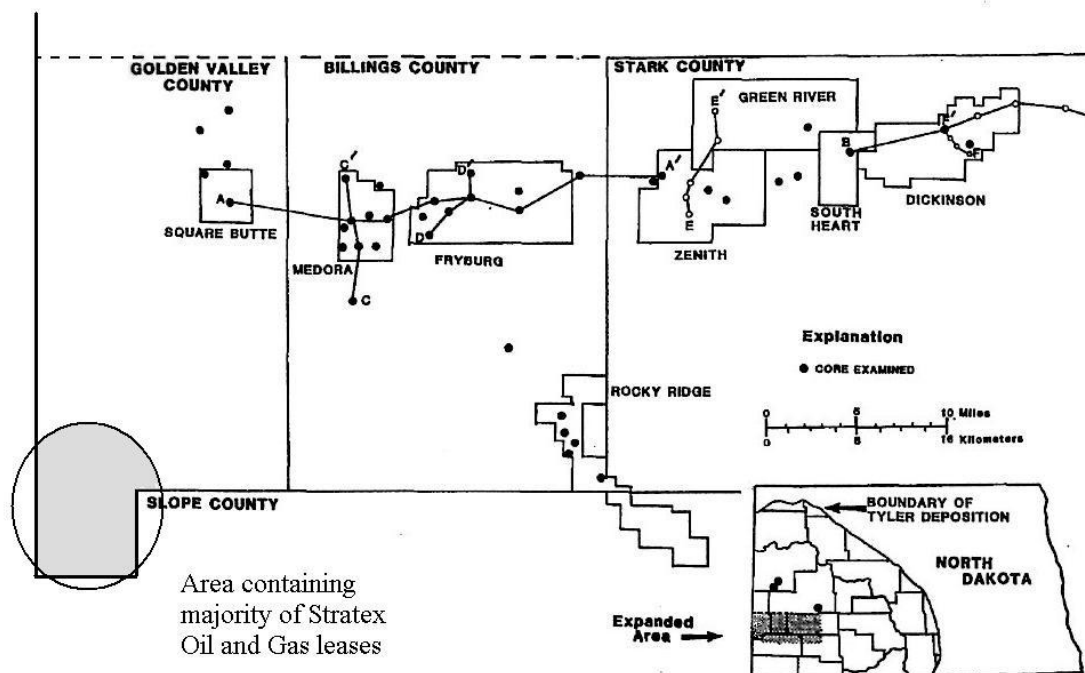 GOLDEN VALLEY
COUNTY
BILLINGS COUNTY
STARK COUNTY
GREEN RIVER
E'
C'
D'
A'
B
F'
F
A
D
E
C
SQUARE BUTTE
MEDORA
FRYBURG
ZENITH
SOUTH
HEART
DICKINSON
Explanation
● CORE EXAMINED
0 5 10 Miles
0 8 16 Kilometers
ROCKY RIDGE
SLOPE COUNTY
Area containing
majority of Stratex
Oil and Gas leases
BOUNDARY OF
TYLER DEPOSITION
NORTH
DAKOTA
Expanded
Area